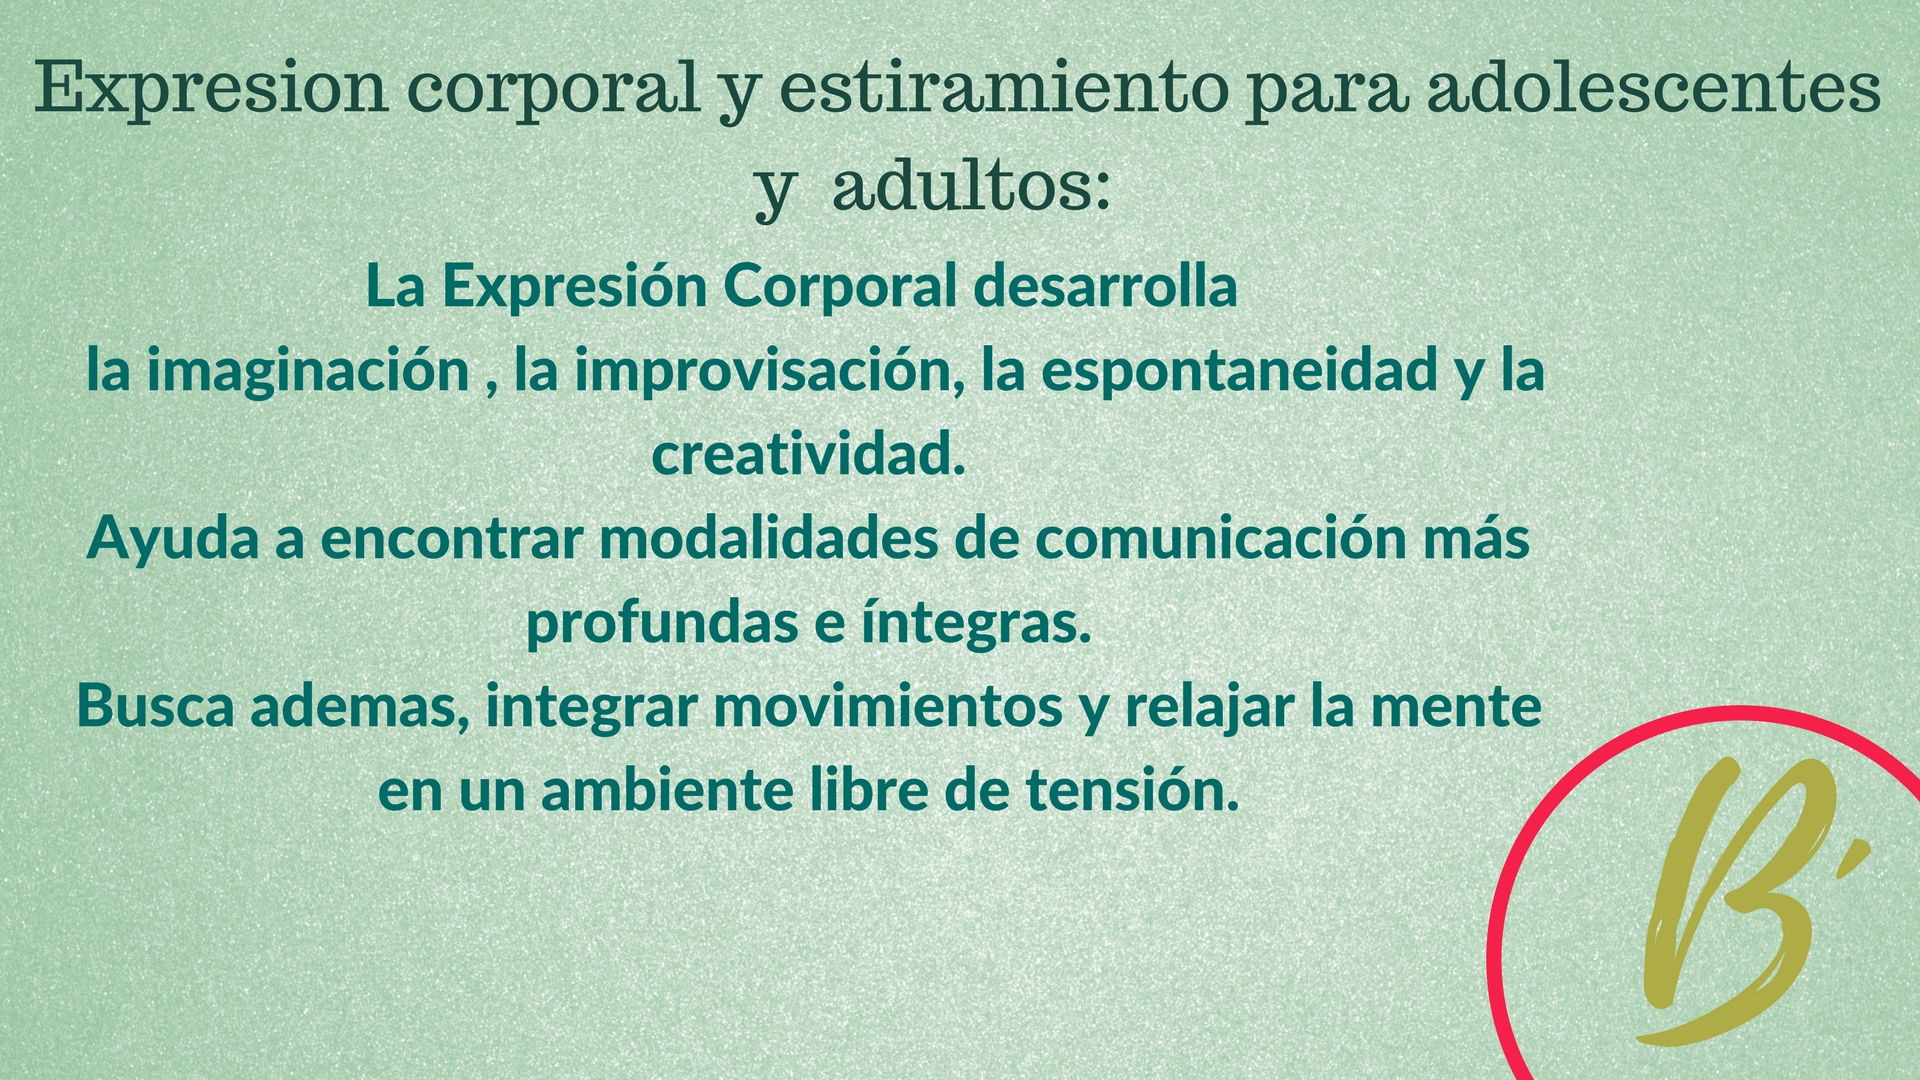 Expresion corporal y estiramiento para adolescentes
y adultos:
La Expresión Corporal desarrolla
la imaginación , la improvisación, la espontaneidad y la
creatividad.
Ayuda a encontrar modalidades de comunicación más
profundas e íntegras.
Busca ademas, integrar movimientos y relajar la mente
en un ambiente libre de tensión.
B'